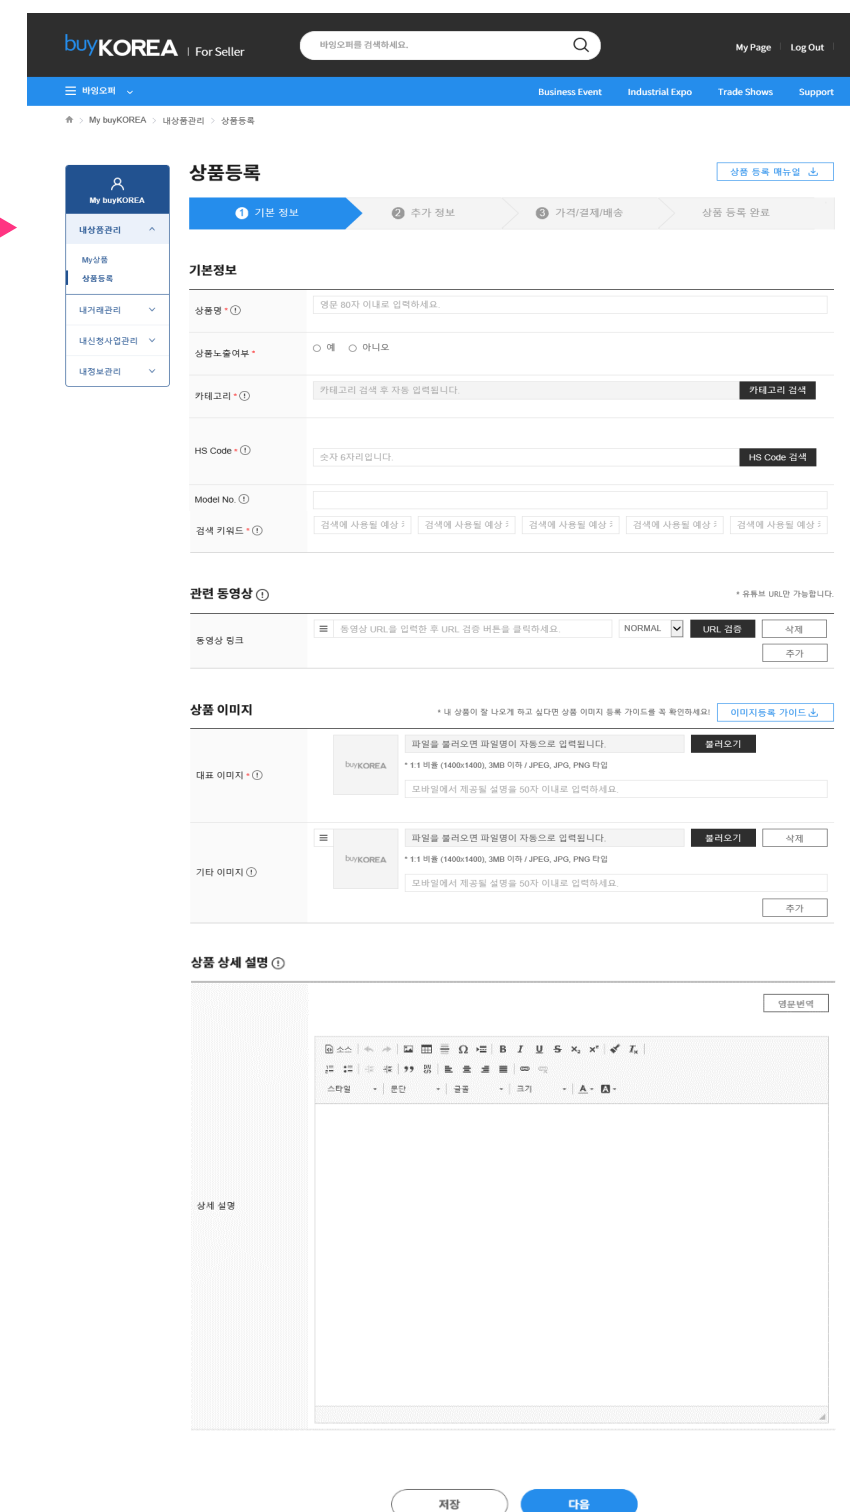 buyKOREA | For Seller
바잉오퍼를 검색하세요.
My Page
Log Out
바잉오퍼
Business Event
Industrial Expo
Trade Shows
Support
My buyKOREA > 내상품관리 > 상품등록
My buyKOREA
내상품관리
My상품
상품등록
내거래관리
내신청사업관리
내정보관리
상품등록
상품 등록 매뉴얼
1 기본 정보
2 추가 정보
3 가격/결제/배송
상품 등록 완료
기본정보
상품명 *
영문 80자 이내로 입력하세요.
상품노출여부 *
예
아니오
카테고리 *
카테고리 검색 후 자동 입력됩니다.
카테고리 검색
HS Code *
숫자 6자리입니다.
HS Code 검색
Model No.
검색 키워드 *
검색에 사용될 예상
검색에 사용될 예상
검색에 사용될 예상
검색에 사용될 예상
검색에 사용될 예상
관련 동영상
* 유튜브 URL만 가능합니다.
동영상 링크
동영상 URL을 입력한 후 URL 검증 버튼을 클릭하세요.
NORMAL
URL 검증
삭제
추가
상품 이미지
* 내 상품이 잘 나오게 하고 싶다면 상품 이미지 등록 가이드를 꼭 확인하세요!
이미지등록 가이드
대표 이미지 *
buyKOREA
파일을 불러오면 파일명이 자동으로 입력됩니다.
불러오기
* 1:1 비율 (1400x1400), 3MB 이하 / JPEG, JPG, PNG 타입
모바일에서 제공될 설명을 50자 이내로 입력하세요.
기타 이미지
buyKOREA
파일을 불러오면 파일명이 자동으로 입력됩니다.
불러오기
삭제
* 1:1 비율 (1400x1400), 3MB 이하 / JPEG, JPG, PNG 타입
모바일에서 제공될 설명을 50자 이내로 입력하세요.
추가
상품 상세 설명
영문번역
상세 설명
소스
스타일
문단
글꼴
크기
저장
다음